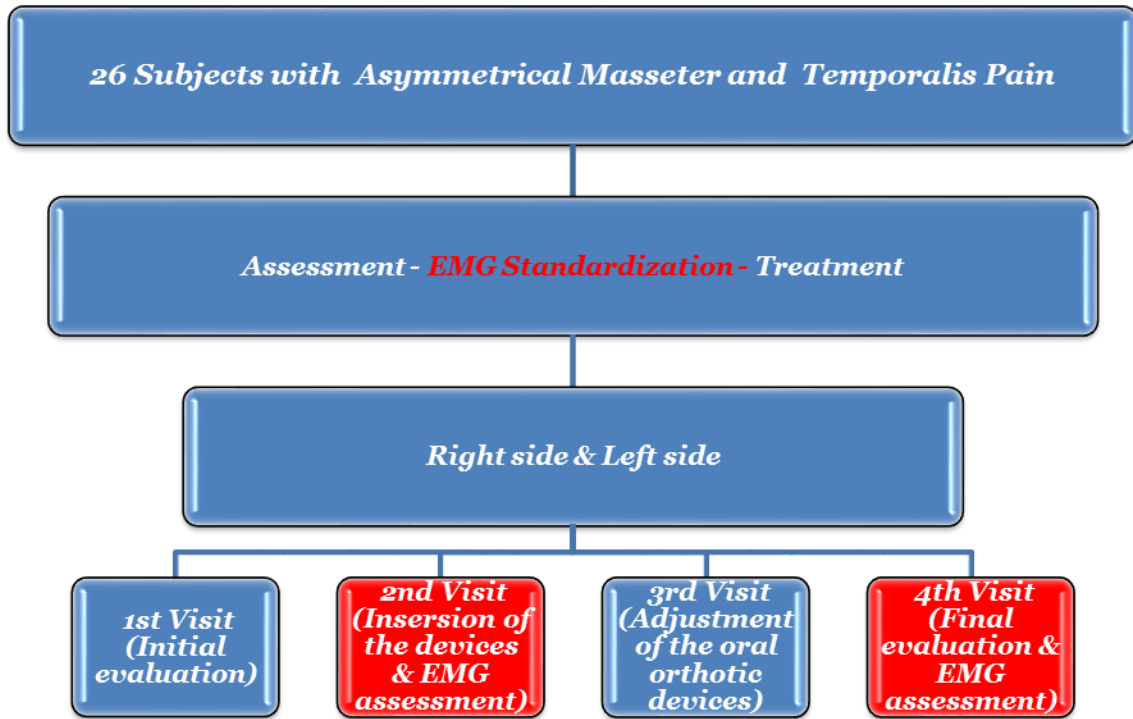 26 Subjects with Asymmetrical Masseter and Temporalis Pain
Assessment - EMG Standardization - Treatment
Right side & Left side
1st Visit
(Initial
evaluation)
2nd Visit
(Insersion of
the devices
& EMG
assessment)
3rd Visit
(Adjustment
of the oral
orthotic
devices)
4th Visit
(Final
evaluation &
EMG
assessment)